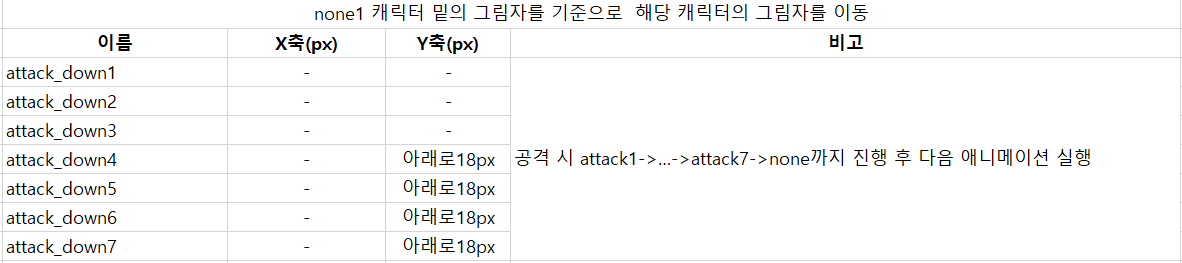 none1 캐릭터 밑의 그림자를 기준으로 해당 캐릭터의 그림자를 이동
이름 X축(px) Y축(px) 비고
attack_down1 - -
attack_down2 - -
attack_down3 - -
attack_down4 - 아래로18px 공격 시 attack1->...->attack7->none까지 진행 후 다음 애니메이션 실행
attack_down5 - 아래로18px
attack_down6 - 아래로18px
attack_down7 - 아래로18px